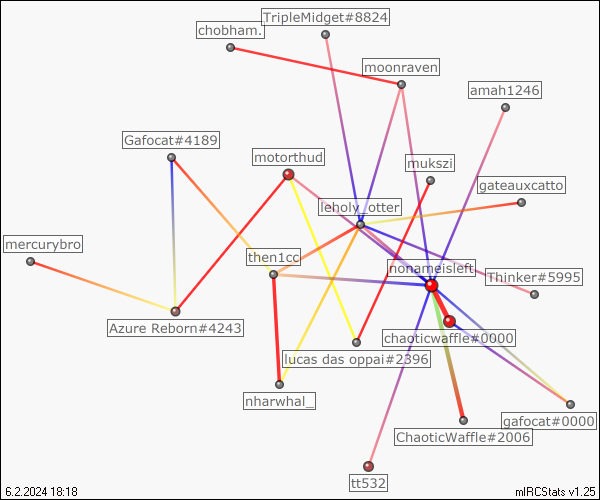 TripleMidget#8824
chobham.
moonraven
amah1246
Gafocat#4189
motorthud
mukszi
gateauxcatto
leholy_otter
mercurybro
then1cc
nonameisleft
Thinker#5995
Azure Reborn#4243
chaoticwaffle#0000
lucas das oppai#2396
nharwhal_
gafocat#0000
ChaoticWaffle#2006
tt532
6.2.2024 18:18
mIRCStats v1.25